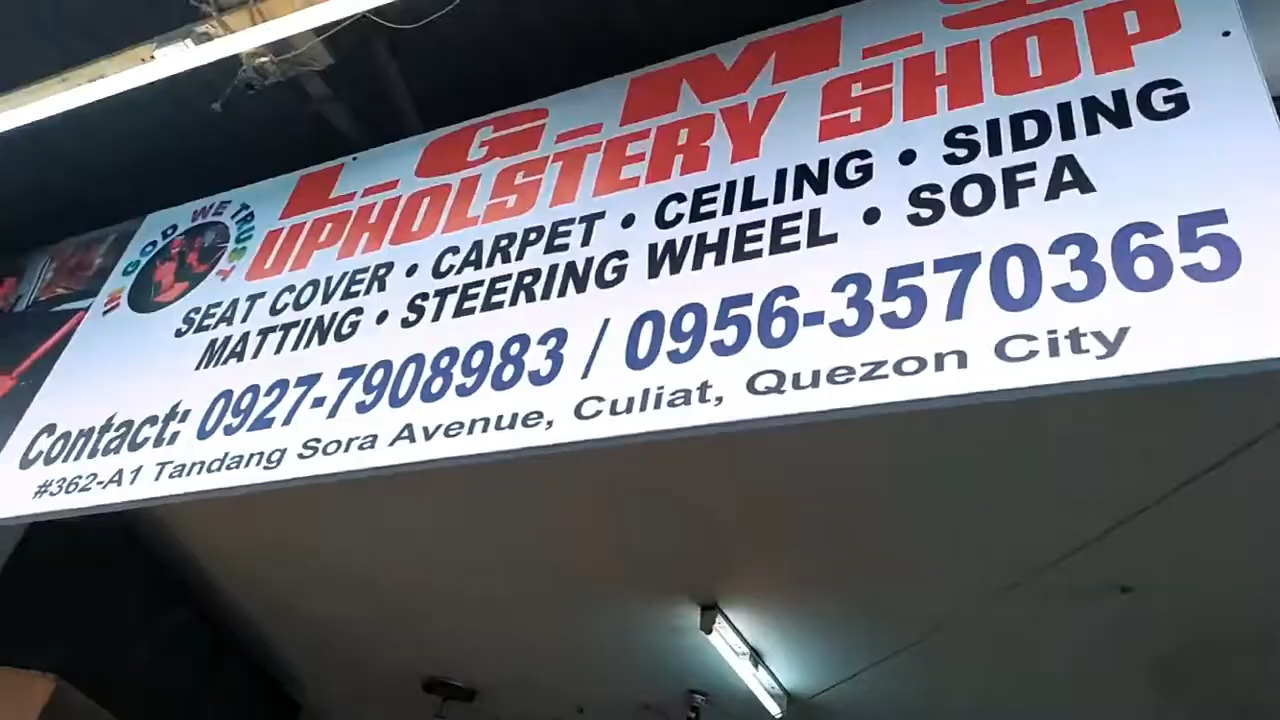 L.G.M.S
UPHOLSTERY SHOP
IN GOD WE TRUST
SEAT COVER • CARPET • CEILING • SIDING
MATTING • STEERING WHEEL • SOFA
Contact: 0927-7908983 / 0956-3570365
#362-A1 Tandang Sora Avenue, Culiat, Quezon City